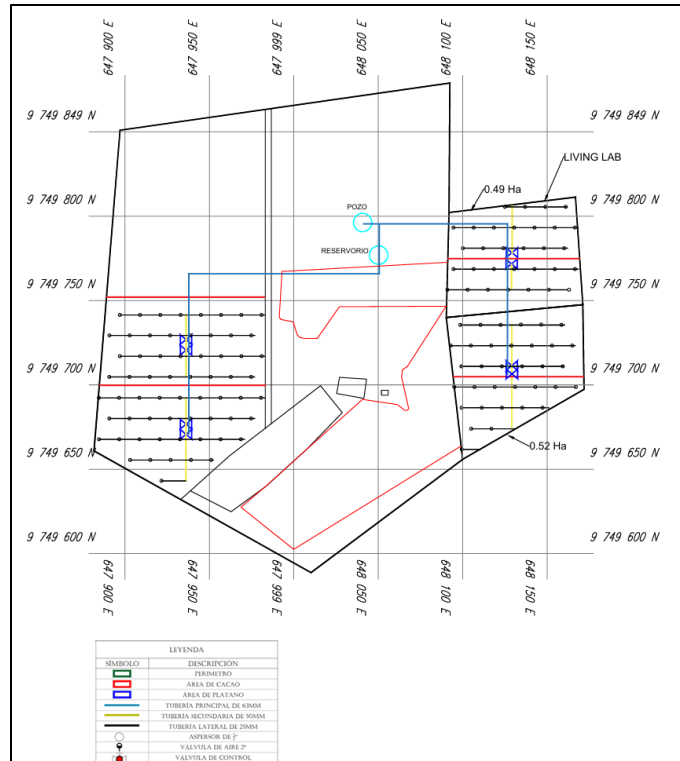 647 900 E
647 950 E
647 999 E
648 050 E
648 100 E
648 150 E
9 749 849 N
9 749 849 N
LIVING LAB
0.49 Ha
9 749 800 N
9 749 800 N
POZO
RESERVORIO
9 749 750 N
9 749 750 N
9 749 700 N
9 749 700 N
9 749 650 N
9 749 650 N
0.52 Ha
9 749 600 N
9 749 600 N
647 900 E
647 950 E
647 999 E
648 050 E
648 100 E
648 150 E
LEYENDA
SÍMBOLO DESCRIPCIÓN
PERIMETRO
ÁREA DE CACAO
ÁREA DE PLATANO
TUBERÍA PRINCIPAL DE 63MM
TUBERÍA SECUNDARIA DE 50MM
TUBERÍA LATERAL DE 25MM
ASPERSOR DE
VÁLVULA DE AIRE 2"
VÁLVULA DE CONTROL